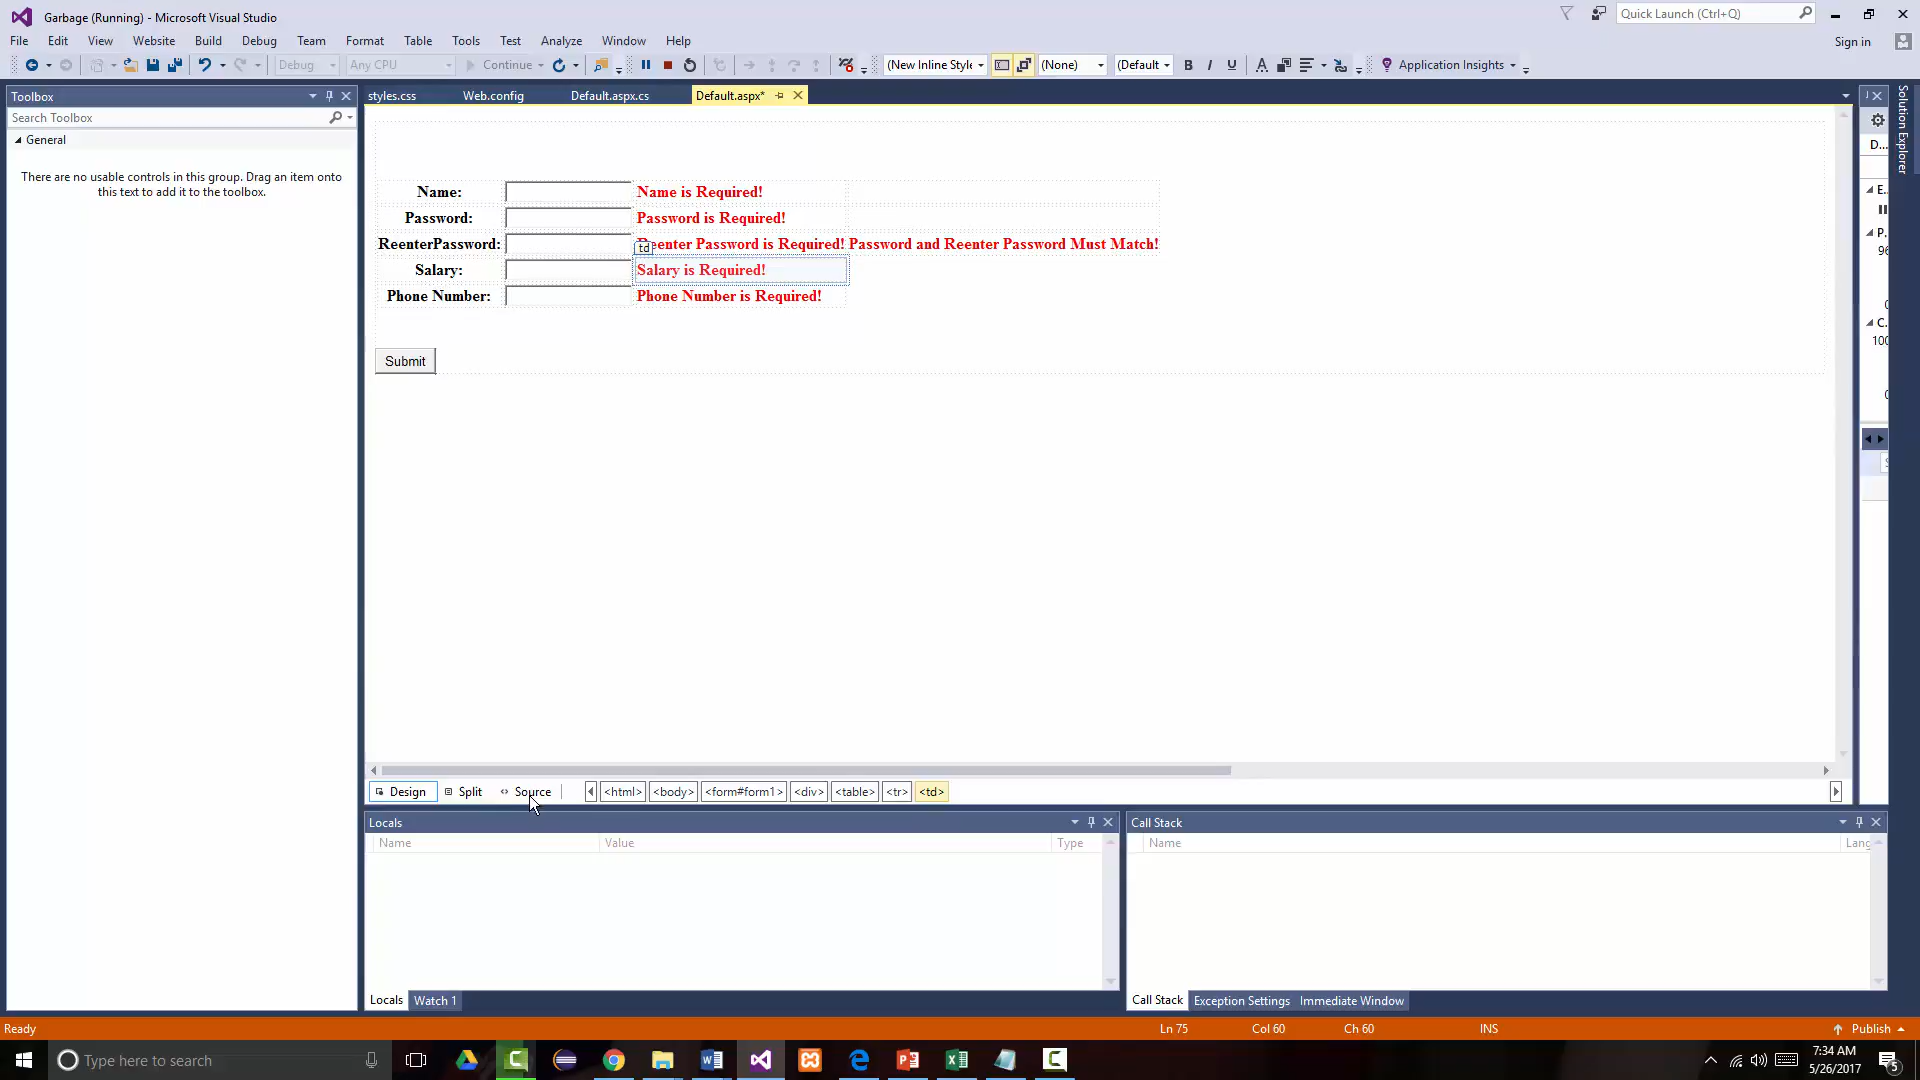 Garbage (Running) - Microsoft Visual Studio
Quick Launch (Ctrl+Q)
File Edit View Website Build Debug Team Format Table Tools Test Analyze Window Help
Sign in
Debug Any CPU Continue (New Inline Style (None) (Default B I U A Application Insights
Toolbox
styles.css Web.config Default.aspx.cs Default.aspx*
Solution Explorer
Search Toolbox
General
D...
There are no usable controls in this group. Drag an item onto
this text to add it to the toolbox.
Name: Name is Required!
E...
Password: Password is Required!
P...
ReenterPassword: Reenter Password is Required! Password and Reenter Password Must Match!
td
Salary: Salary is Required!
Phone Number: Phone Number is Required!
C...
100
Submit
Design Split Source <html> <body> <form#form1> <div> <table> <tr> <td>
Locals
Call Stack
Name Value Type
Name Lang
Locals Watch 1
Call Stack Exception Settings Immediate Window
Ready Ln 75 Col 60 Ch 60 INS Publish
Type here to search
7:34 AM
5/26/2017
5